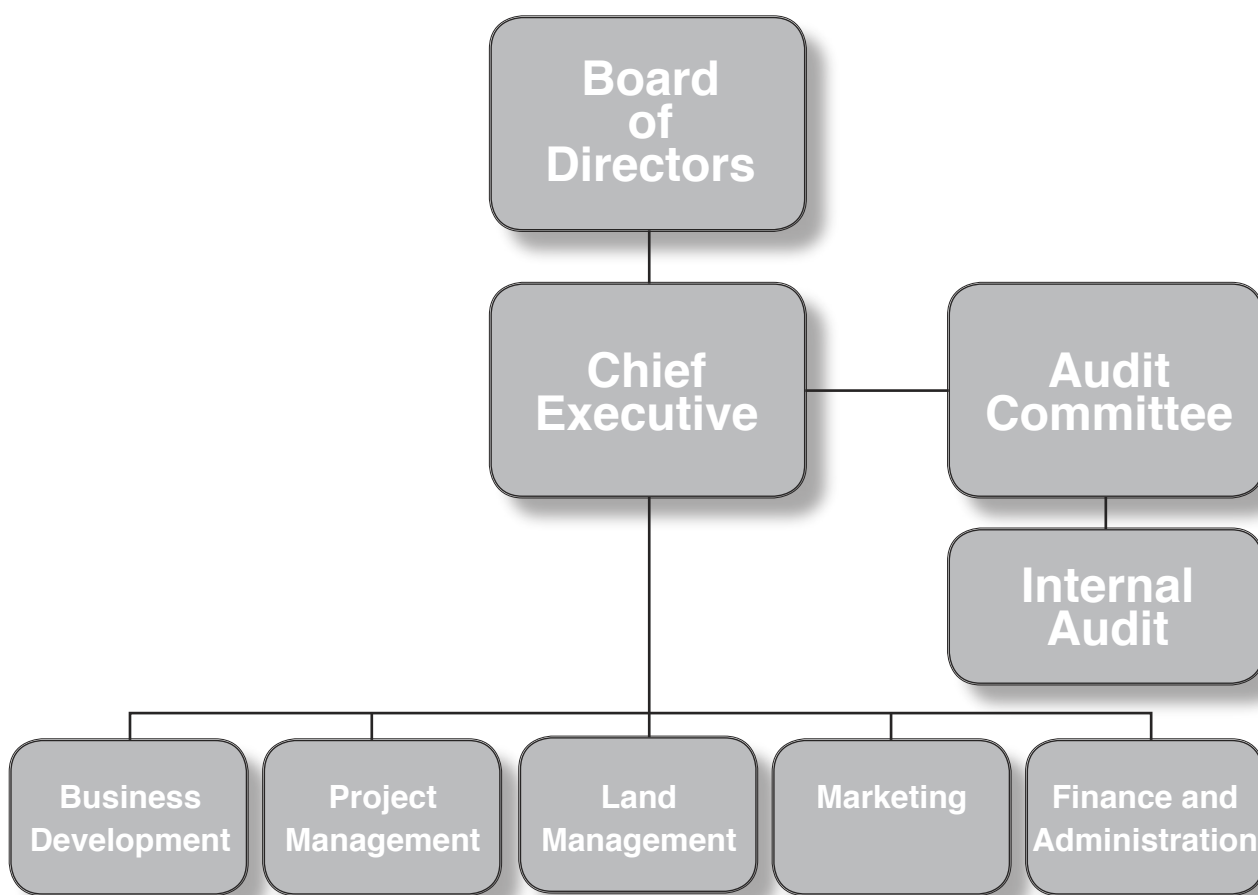 Board
of
Directors
Chief
Executive
Audit
Committee
Internal
Audit
Business
Development
Project
Management
Land
Management
Marketing
Finance and
Administration